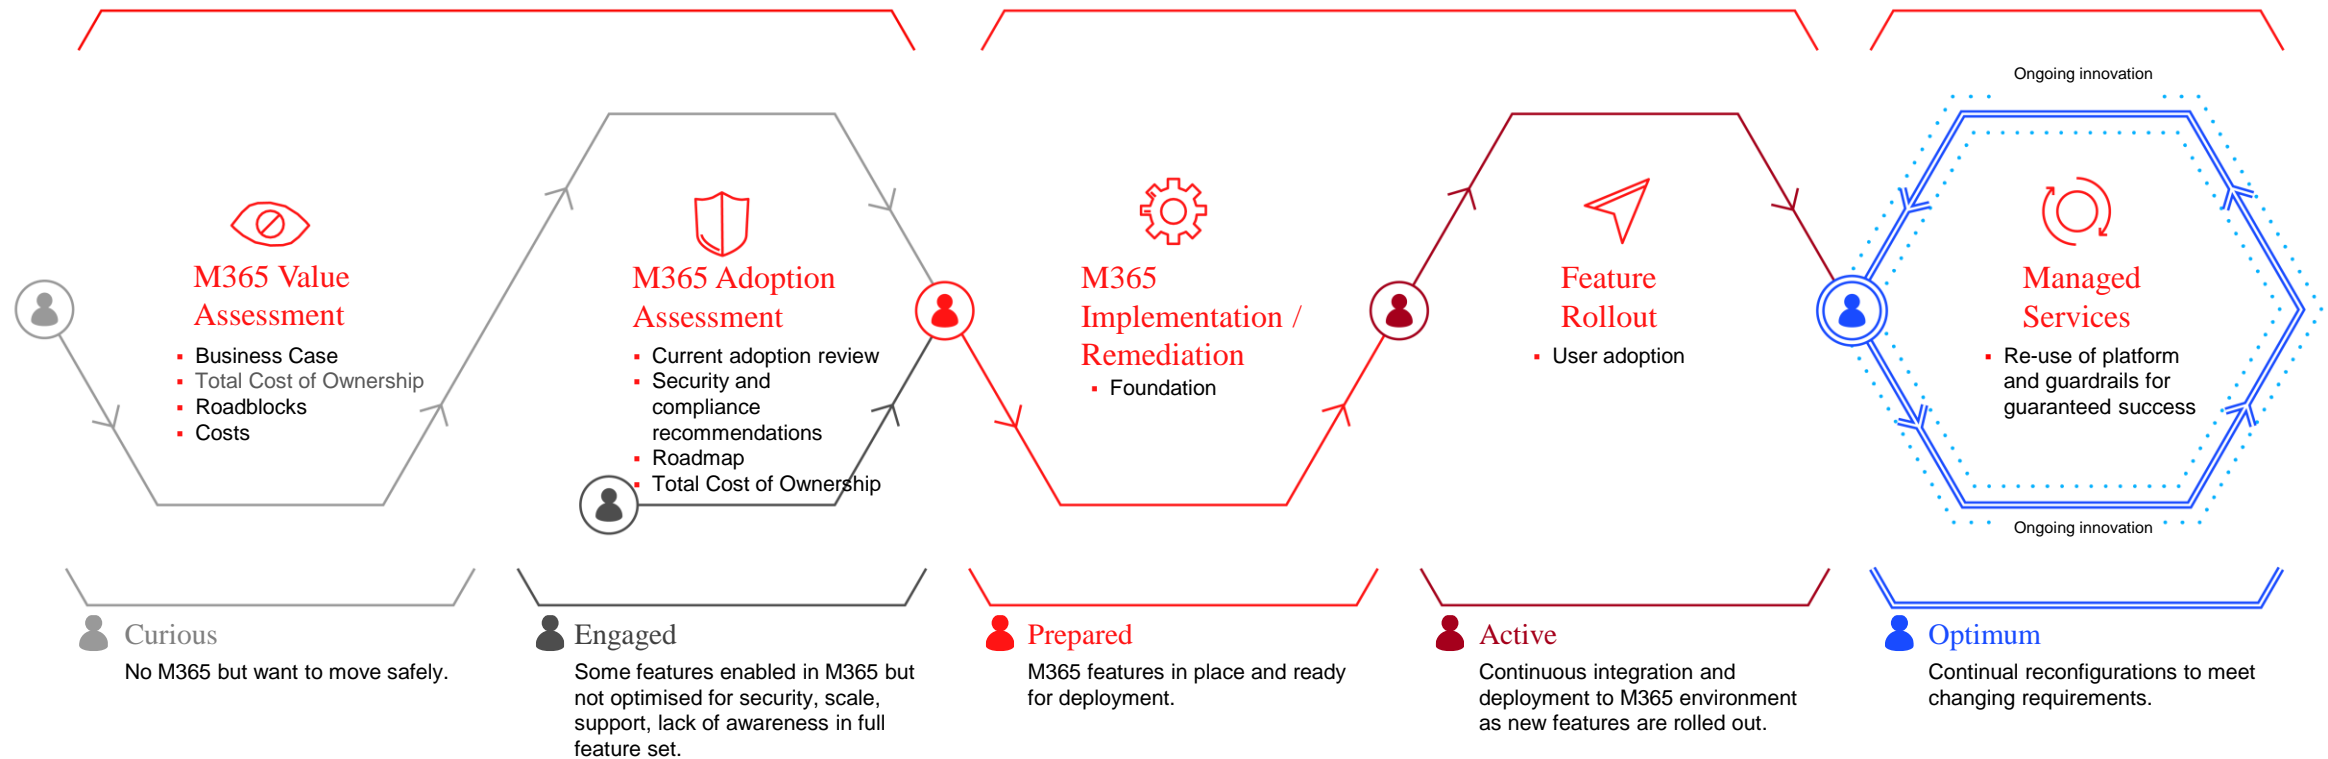 Ongoing innovation
M365 Value
Assessment
▪ Business Case
▪ Total Cost of Ownership
▪ Roadblocks
▪ Costs
M365 Adoption
Assessment
▪ Current adoption review
▪ Security and
compliance
recommendations
▪ Roadmap
▪ Total Cost of Ownership
M365
Implementation /
Remediation
▪ Foundation
Feature
Rollout
▪ User adoption
Managed
Services
▪ Re-use of platform
and guardrails for
guaranteed success
Ongoing innovation
Curious
No M365 but want to move safely.
Engaged
Some features enabled in M365 but
not optimised for security, scale,
support, lack of awareness in full
feature set.
Prepared
M365 features in place and ready
for deployment.
Active
Continuous integration and
deployment to M365 environment
as new features are rolled out.
Optimum
Continual reconfigurations to meet
changing requirements.